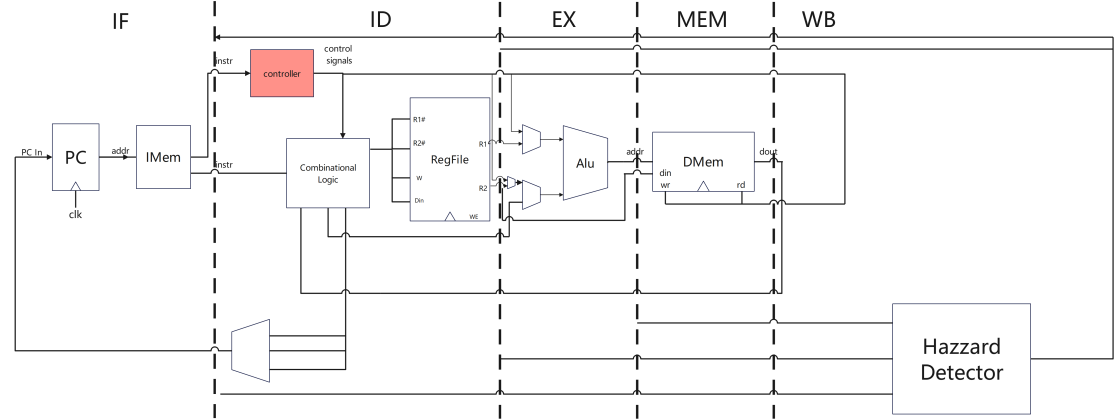 IF
ID
EX
MEM
WB
instr
controller
control
signals
PC In
PC
clk
addr
IMem
instr
Combinational
Logic
R1#
R2#
W
Din
RegFile
R1
R2
WE
Alu
addr
din
wr
DMem
rd
dout
Hazzard
Detector